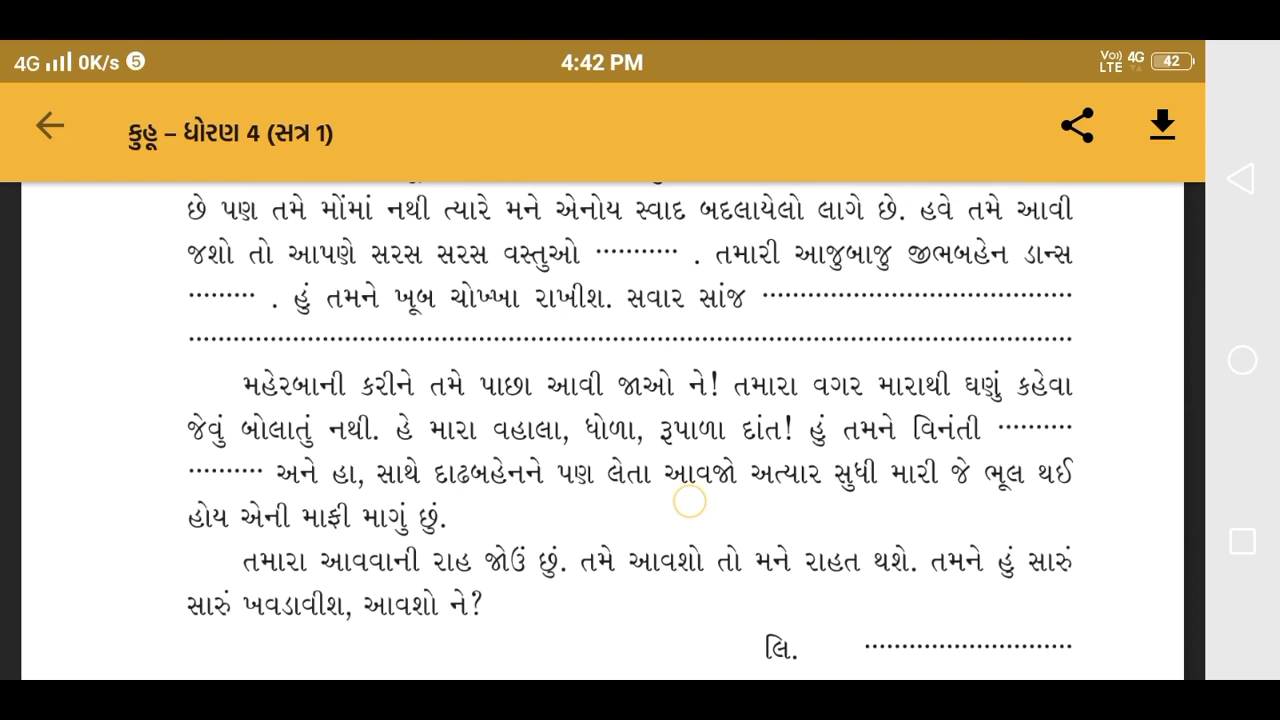 4G 0K/s 5 4:42 PM Vo)) LTE 4G 42
કુહૂ – ધોરણ 4 (સત્ર 1)
છે પણ તમે મોંમાં નથી ત્યારે મને એનોય સ્વાદ બદલાયેલો લાગે છે. હવે તમે આવી
જશો તો આપણે સરસ સરસ વસ્તુઓ ........... . તમારી આજુબાજુ જીભબહેન ડાન્સ
......... . હું તમને ખૂબ ચોખ્ખા રાખીશ. સવાર સાંજ ..........................................
........................................................................................................................
મહેરબાની કરીને તમે પાછા આવી જાઓ ને! તમારા વગર મારાથી ઘણું કહેવા
જેવું બોલાતું નથી. હે મારા વહાલા, ધોળા, રૂપાળા દાંત! હું તમને વિનંતી ..........
.......... અને હા, સાથે દાઢબહેનને પણ લેતા આવજો અત્યાર સુધી મારી જે ભૂલ થઈ
હોય એની માફી માગું છું.
તમારા આવવાની રાહ જોઉં છું. તમે આવશો તો મને રાહત થશે. તમને હું સારું
સારું ખવડાવીશ, આવશો ને?
લિ. ............................